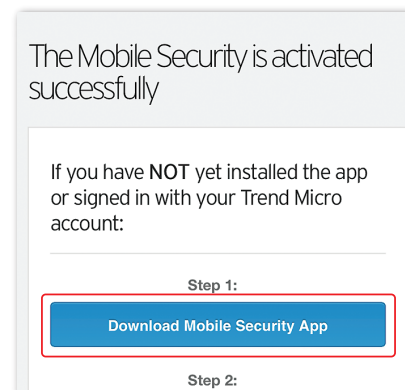 The Mobile Security is activated
successfully
If you have NOT yet installed the app
or signed in with your Trend Micro
account:
Step 1:
Download Mobile Security App
Step 2: